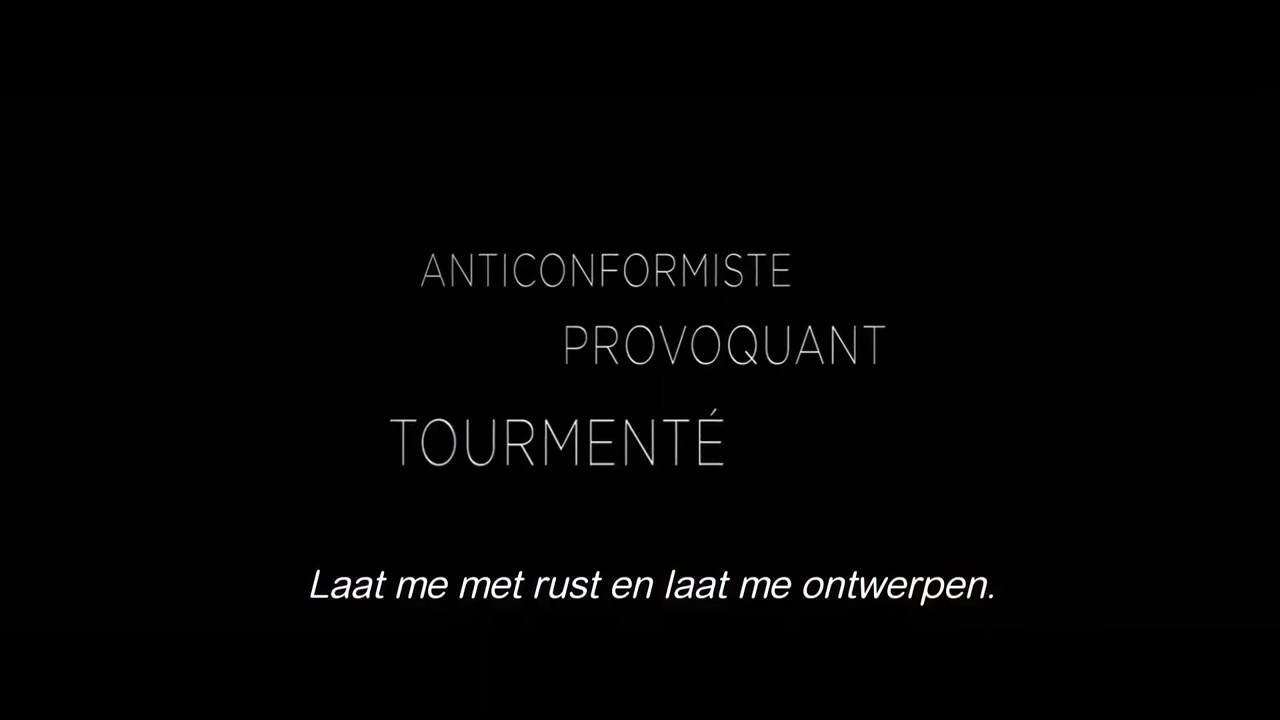 ANTICONFORMISTE
PROVOQUANT
TOURMENTÉ
Laat me met rust en laat me ontwerpen.